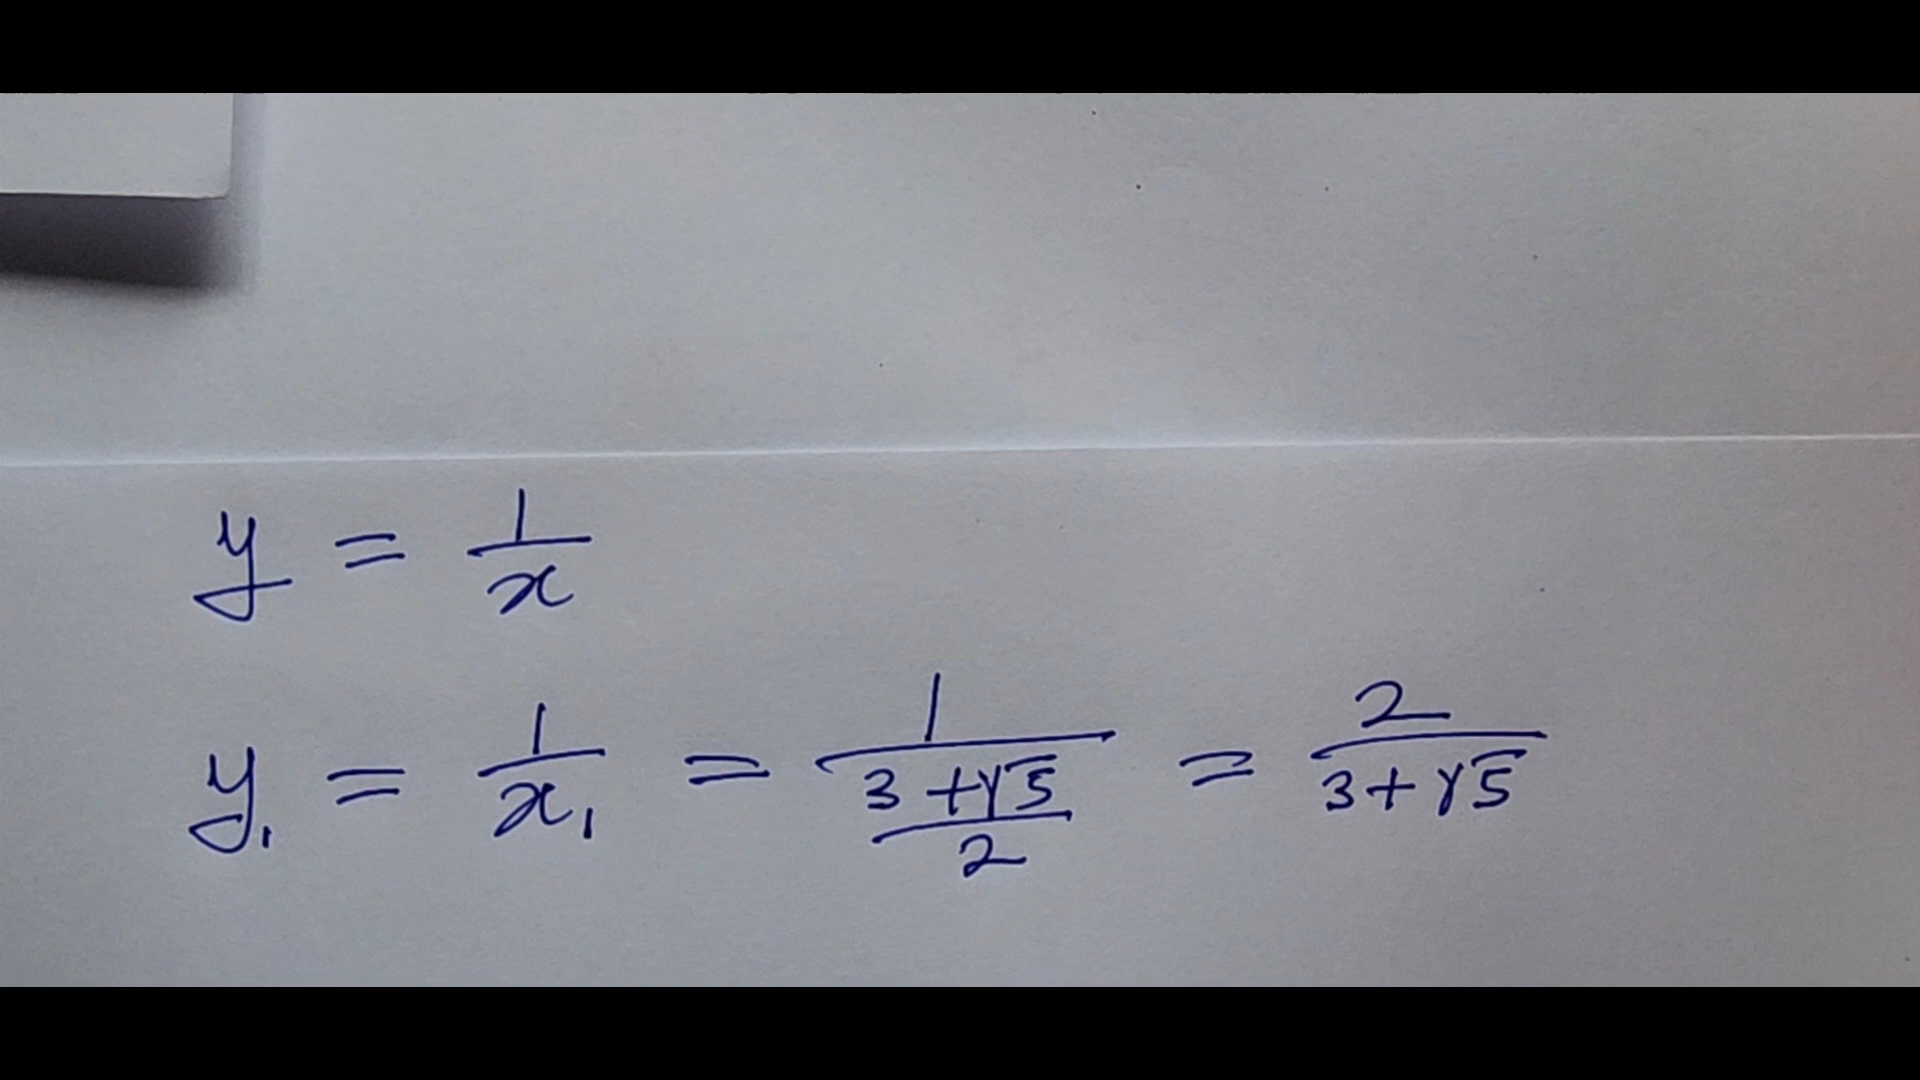 y = 1/x
y₁ = 1/x₁ = 1/((3+√5)/2) = 2/(3+√5)